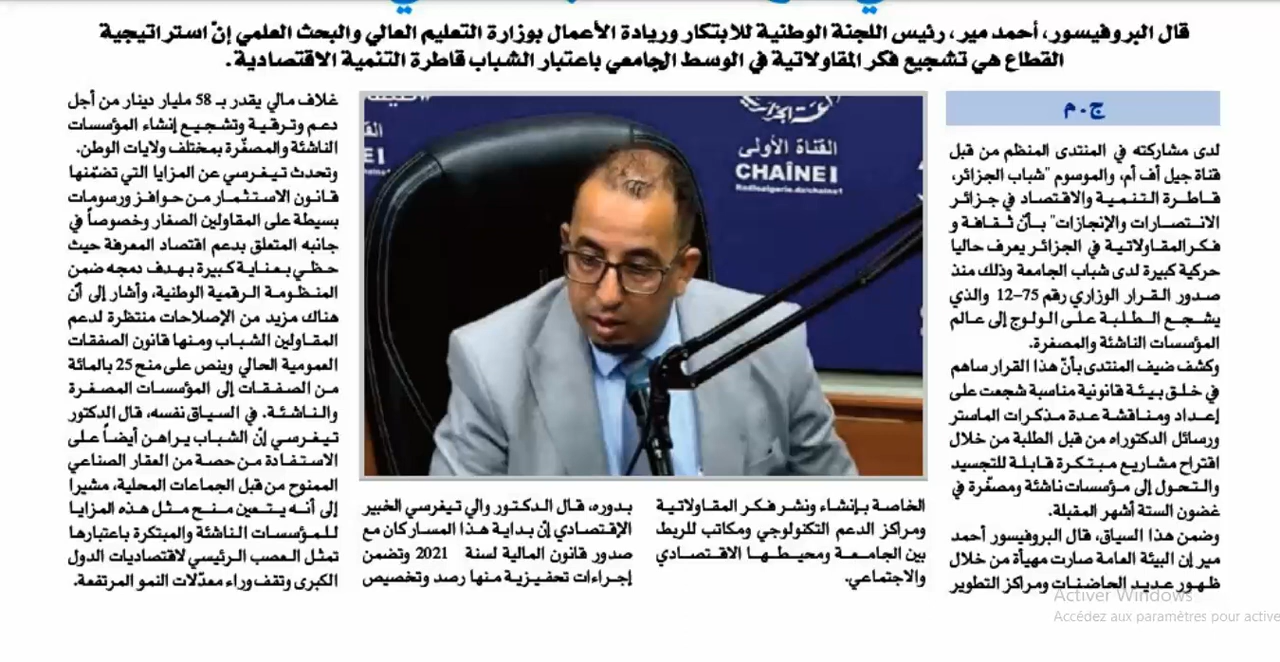 قال البروفيسور، أحمد مير، رئيس اللجنة الوطنية للابتكار وريادة الأعمال بوزارة التعليم العالي والبحث العلمي إنّ استراتيجية
القطاع هي تشجيع فكر المقاولاتية في الوسط الجامعي باعتبار الشباب قاطرة التنمية الاقتصادية.
ج. م
لدى مشاركته في المنتدى المنظم من قبل
قناة جيل أف أم، والموسوم "شباب الجزائر،
قاطرة التنمية والاقتصاد في جزائر
الانتصارات والإنجازات" بأنّ ثقافة و
فكر المقاولاتية في الجزائر يعرف حاليا
حركية كبيرة لدى شباب الجامعة وذلك منذ
صدور القرار الوزاري رقم 75-12 والذي
يشجع الطلبة على الولوج إلى عالم
المؤسسات الناشئة والمصغرة.
وكشف ضيف المنتدى بأنّ هذا القرار ساهم
في خلق بيئة قانونية مناسبة شجعت على
إعداد ومناقشة عدة مذكرات الماستر
ورسائل الدكتوراه من قبل الطلبة من خلال
اقتراح مشاريع مبتكرة قابلة للتجسيد
والتحول إلى مؤسسات ناشئة ومصغّرة في
غضون الستة أشهر المقبلة.
وضمن هذا السياق، قال البروفيسور أحمد
مير إن البيئة العامة صارت مهيأة من خلال
ظهور عديد الحاضنات ومراكز التطوير
الخاصة بإنشاء ونشر فكر المقاولاتية
ومراكز الدعم التكنولوجي ومكاتب للربط
بين الجامعة ومحيطها الاقتصادي
والاجتماعي.
بدوره، قال الدكتور والي تيغرسي الخبير
الإقتصادي إنّ بداية هذا المسار كان مع
صدور قانون المالية لسنة 2021 وتضمن
إجراءات تحفيزية منها رصد وتخصيص
غلاف مالي يقدر بـ 58 مليار دينار من أجل
دعم وترقية وتشجيع إنشاء المؤسسات
الناشئة والمصغّرة بمختلف ولايات الوطن.
وتحدث تيغرسي عن المزايا التي تضمّنها
قانون الاستثمار من حوافز ورسومات
بسيطة على المقاولين الصغار وخصوصاً في
جانبه المتعلق بدعم اقتصاد المعرفة حيث
حظي بعناية كبيرة بهدف دمجه ضمن
المنظومة الرقمية الوطنية، وأشار إلى أنّ
هناك مزيد من الإصلاحات منتظرة لدعم
المقاولين الشباب ومنها قانون الصفقات
العمومية الحالي وينص على منح 25 بالمائة
من الصفقات إلى المؤسسات المصغرة
والناشئة. في السياق نفسه، قال الدكتور
تيغرسي إنّ الشباب يراهن أيضاً على
الاستفادة من حصة من العقار الصناعي
الممنوح من قبل الجماعات المحلية، مشيرا
إلى أنه يتعين منح مثل هذه المزايا
للمؤسسات الناشئة والمبتكرة باعتبارها
تمثل العصب الرئيسي لاقتصاديات الدول
الكبرى وتقف وراء معدّلات النمو المرتفعة.
القناة الأولى
CHAÎNE I
Radioalgerie.dz/chaine1
Activer Windows
Accédez aux paramètres pour active